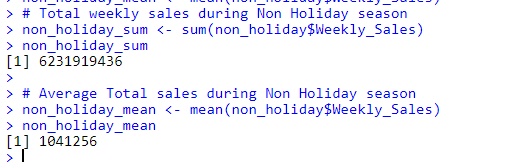 > non_holiday_mean <- mean(non_holiday$Weekly_Sales)
> # Total weekly sales during Non Holiday season
> non_holiday_sum <- sum(non_holiday$Weekly_Sales)
> non_holiday_sum
[1] 6231919436
>
> # Average Total sales during Non Holiday season
> non_holiday_mean <- mean(non_holiday$Weekly_Sales)
> non_holiday_mean
[1] 1041256
>